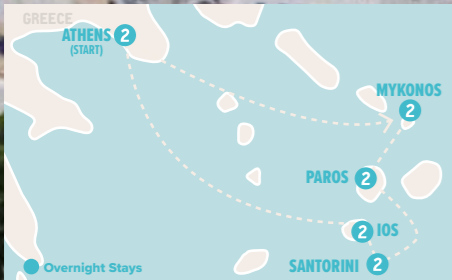 GREECE
ATHENS 2
(START)
MYKONOS
2
PAROS 2
2 IOS
SANTORINI 2
Overnight Stays